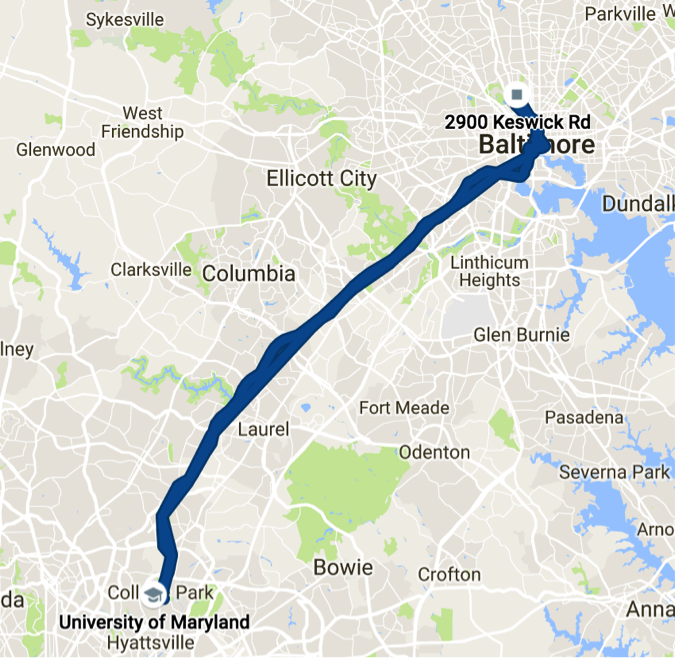 Sykesville
Parkville
W
West
Friendship
2900 Keswick Rd
Glenwood
Baltimore
Ellicott City
Dundalk
Clarksville
Columbia
Linthicum
Heights
Glen Burnie
lney
Fort Meade
Laurel
Pasadena
Odenton
Severna Park
Arno
Bowie
Crofton
da
Coll Park
University of Maryland
Anna
Hyattsville